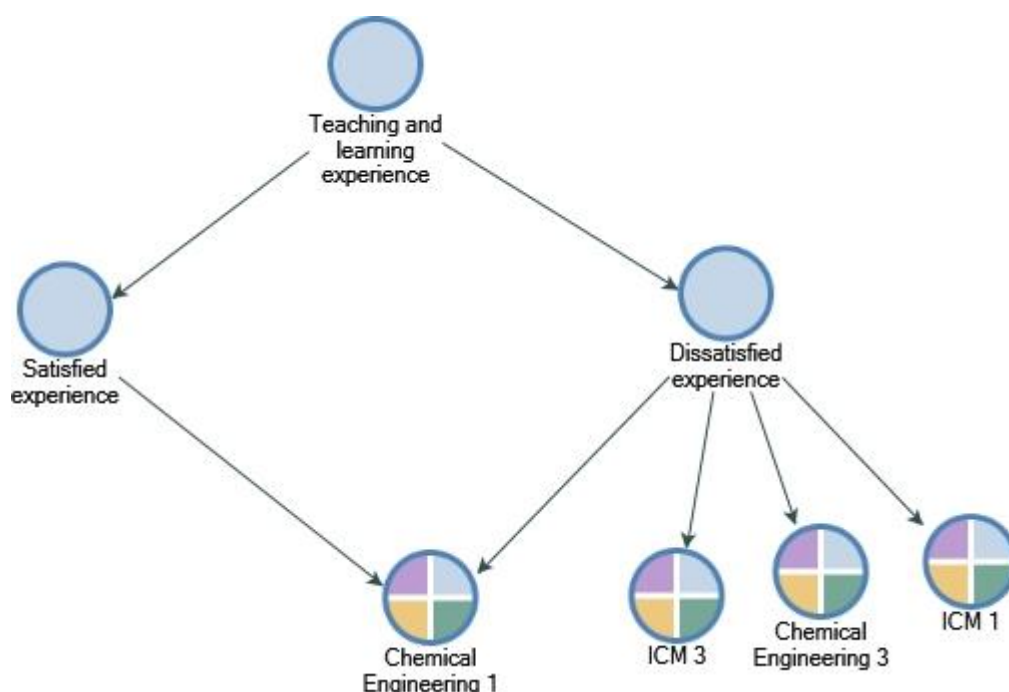 Teaching and
learning
experience
Satisfied
experience
Dissatisfied
experience
Chemical
Engineering 1
ICM 3
Chemical
Engineering 3
ICM 1